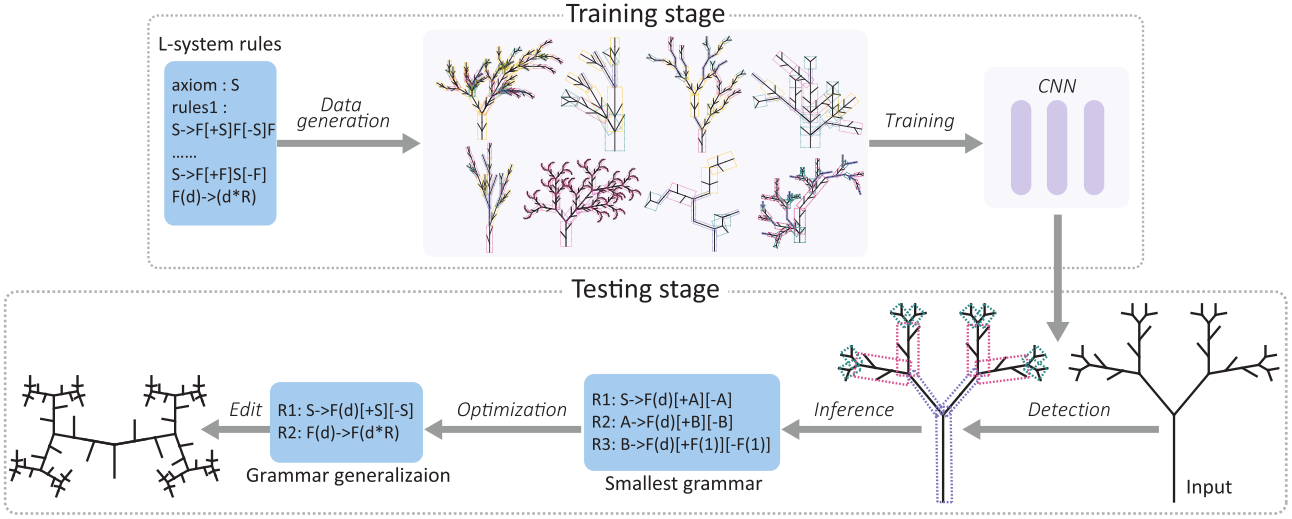 Training stage
L-system rules
axiom : S
rules1 :
S->F[+S]F[-S]F
......
S->F[+F]S[-F]
F(d)->(d*R)
Data
generation
Training
CNN
Testing stage
Edit
R1: S->F(d)[+S][-S]
R2: F(d)->F(d*R)
Grammar generalizaion
Optimization
R1: S->F(d)[+A][-A]
R2: A->F(d)[+B][-B]
R3: B->F(d)[+F(1)][-F(1)]
Smallest grammar
Inference
Detection
Input